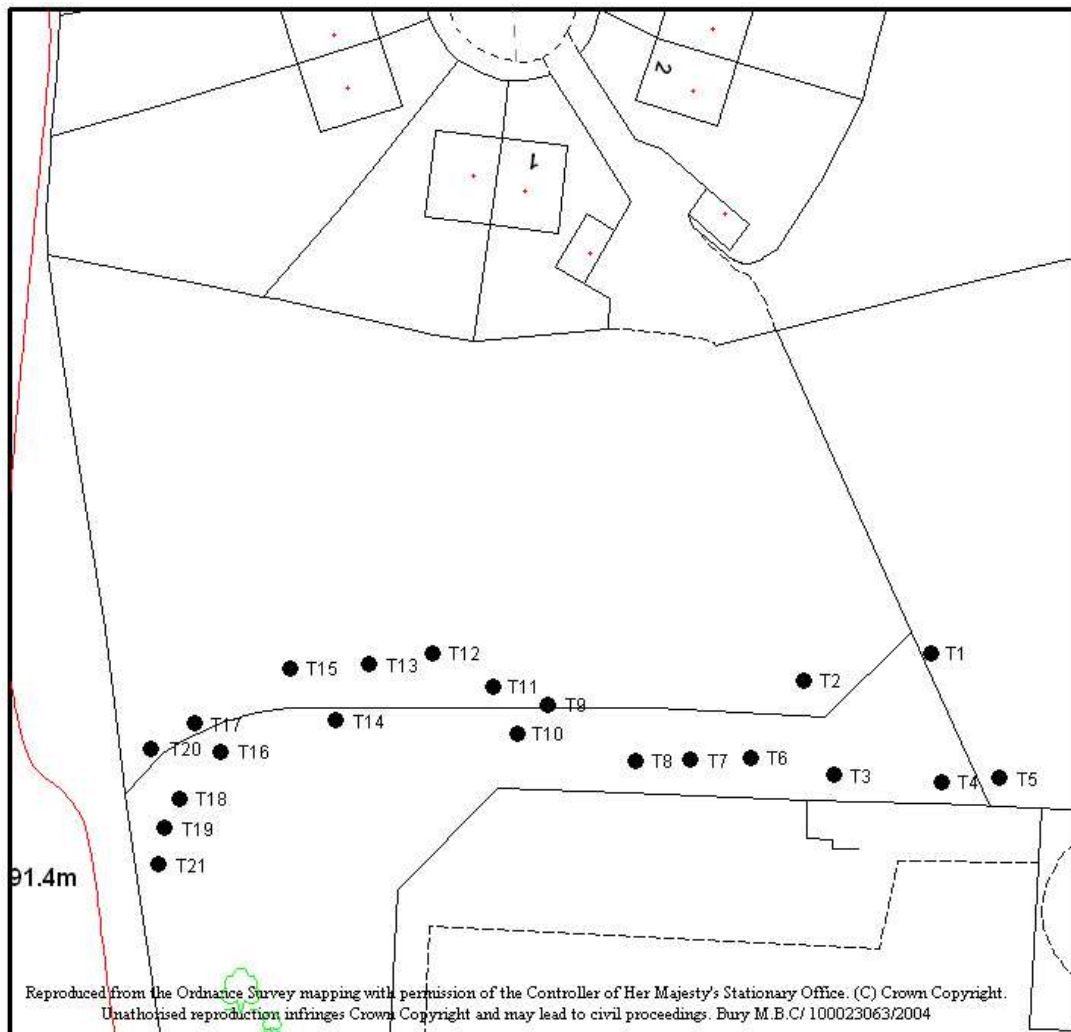 2
1
T1
T12
T13
T15
T2
T11
T9
T14
T17
T10
T20
T16
T8
T7
T6
T3
T4
T5
T18
T19
T21
91.4m
Reproduced from the Ordnance Survey mapping with permission of the Controller of Her Majesty's Stationary Office. (C) Crown Copyright.
Unathorised reproduction infringes Crown Copyright and may lead to civil proceedings. Bury M.B.C/ 100023063/2004